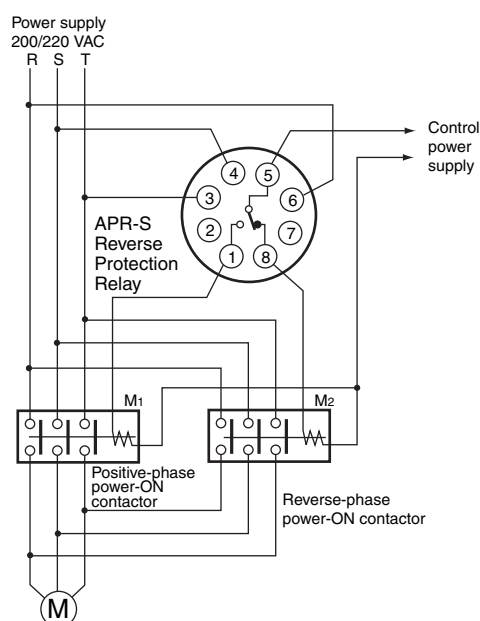 Power supply
200/220 VAC
R S T
Control
power
supply
4 5
3 6
2 7
1 8
APR-S
Reverse
Protection
Relay
M1
M2
Positive-phase
power-ON
contactor
Reverse-phase
power-ON contactor
M